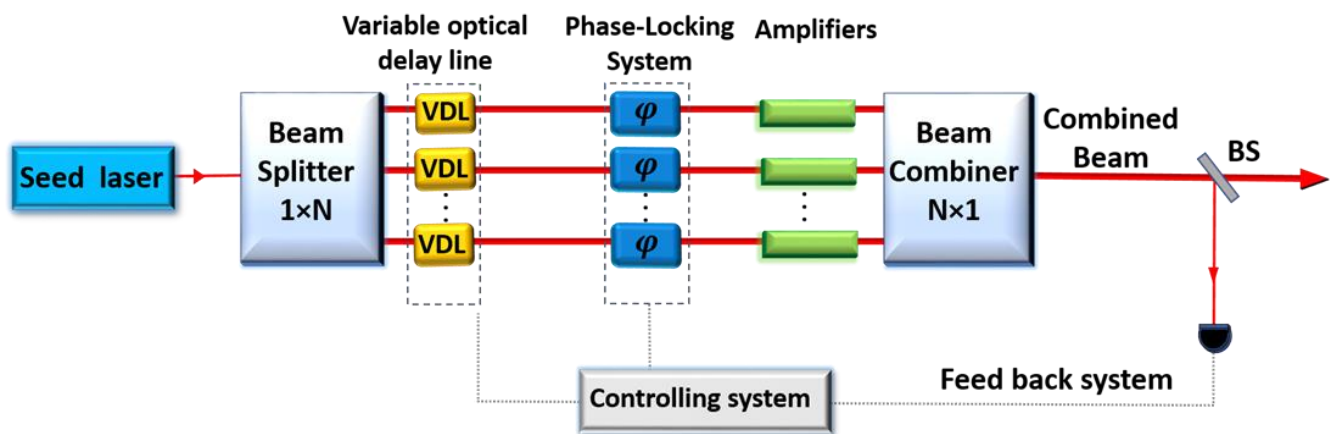 Variable optical
delay line
Phase-Locking
System
Amplifiers
Seed laser
Beam
Splitter
1×N
VDL
VDL
VDL
φ
φ
φ
Beam
Combiner
N×1
Combined
Beam
BS
Controlling system
Feed back system